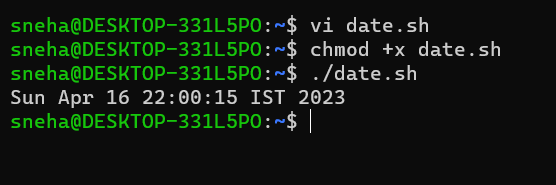 sneha@DESKTOP-331L5PO:~$ vi date.sh
sneha@DESKTOP-331L5PO:~$ chmod +x date.sh
sneha@DESKTOP-331L5PO:~$ ./date.sh
Sun Apr 16 22:00:15 IST 2023
sneha@DESKTOP-331L5PO:~$